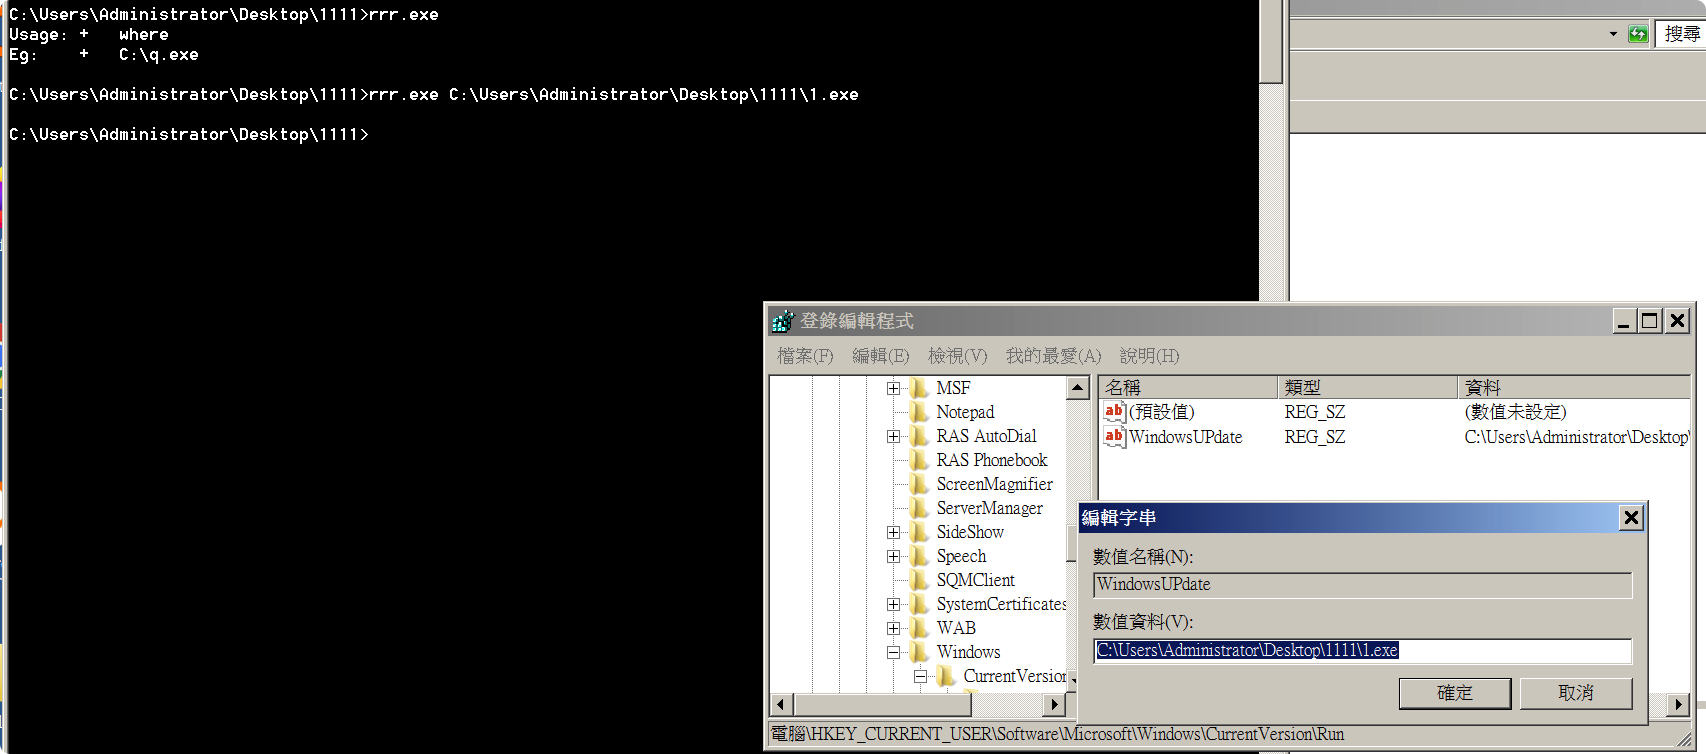 C:\Users\Administrator\Desktop\1111>rrr.exe
Usage: +   where
Eg:    +   C:\q.exe
C:\Users\Administrator\Desktop\1111>rrr.exe C:\Users\Administrator\Desktop\1111\1.exe
C:\Users\Administrator\Desktop\1111>
搜尋
登錄編輯程式
檔案(F) 編輯(E) 檢視(V) 我的最愛(A) 說明(H)
MSF
Notepad
RAS AutoDial
RAS Phonebook
ScreenMagnifier
ServerManager
SideShow
Speech
SQMClient
SystemCertificates
WAB
Windows
CurrentVersion
名稱 類型 資料
(預設值) REG_SZ (數值未設定)
WindowsUPdate REG_SZ C:\Users\Administrator\Desktop\
編輯字串
數值名稱(N):
WindowsUPdate
數值資料(V):
C:\Users\Administrator\Desktop\1111\1.exe
確定 取消
電腦\HKEY_CURRENT_USER\Software\Microsoft\Windows\CurrentVersion\Run